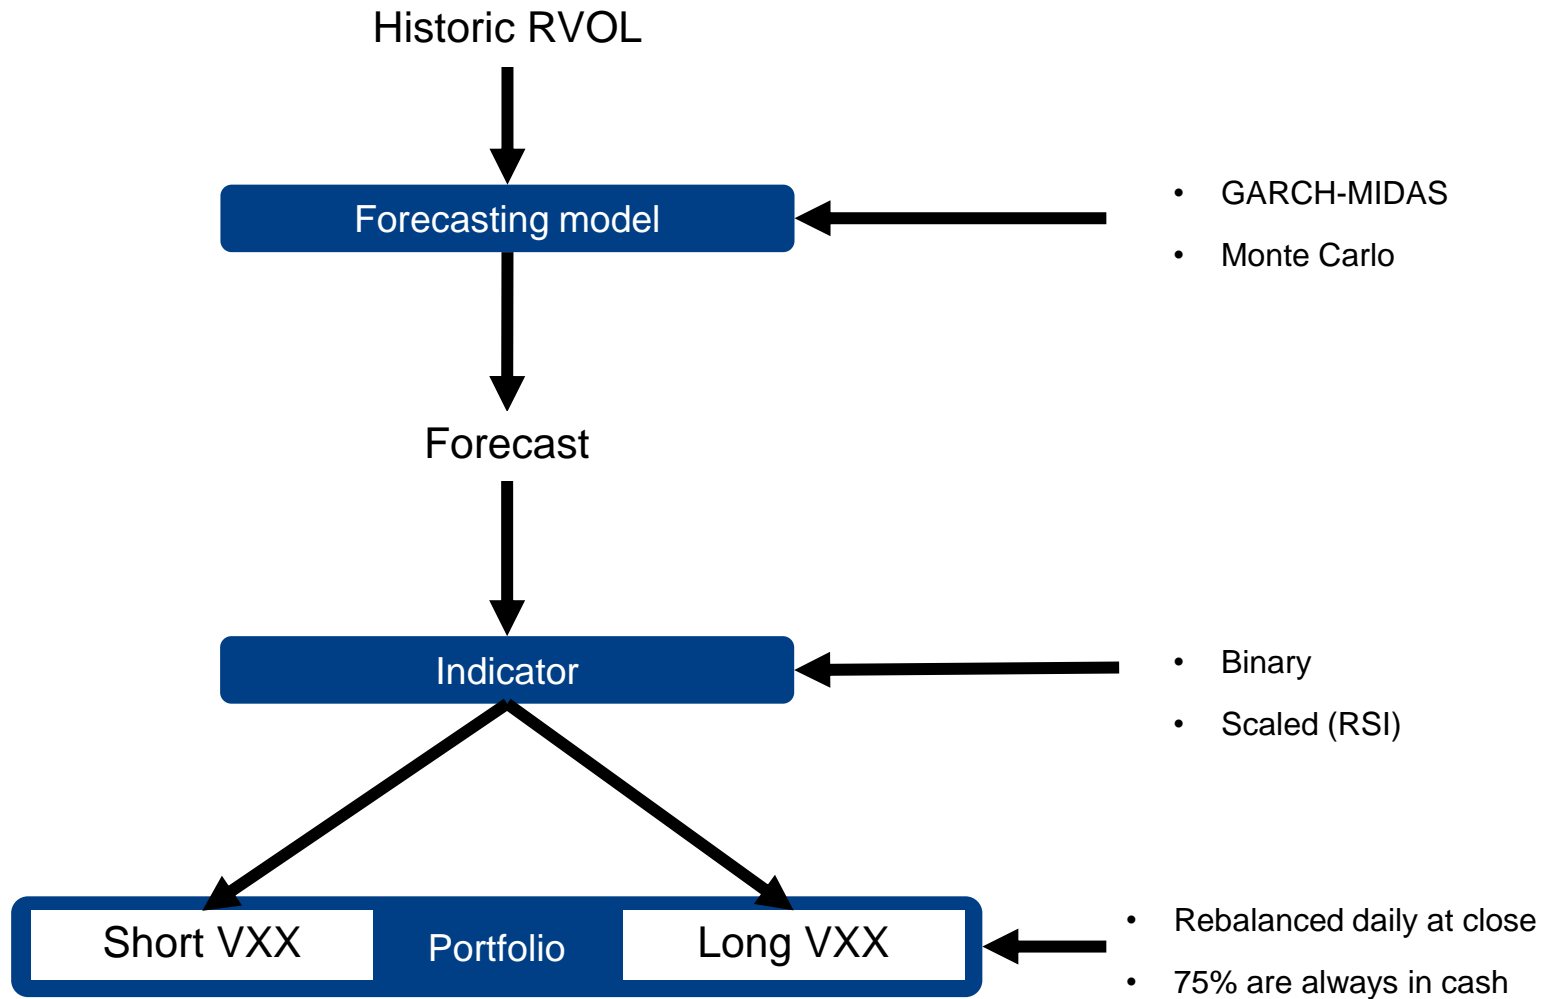 Historic RVOL
Forecasting model
• GARCH-MIDAS
• Monte Carlo
Forecast
Indicator
• Binary
• Scaled (RSI)
Short VXX
Portfolio
Long VXX
• Rebalanced daily at close
• 75% are always in cash